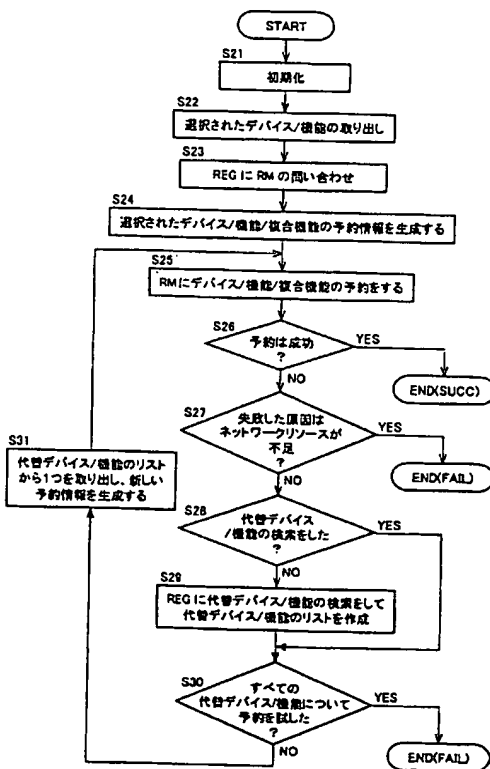 START
S21
初期化
S22
選択されたデバイス/機能の取り出し
S23
REGにRMの問い合わせ
S24
選択されたデバイス/機能/複合機能の予約情報を生成する
S25
RMにデバイス/機能/複合機能の予約をする
S26
予約は成功
?
YES
NO
END(SUCC)
S27
失敗した原因は
ネットワークリソースが
不足
?
YES
NO
END(FAIL)
S31
代替デバイス/機能のリスト
から1つを取り出し、新しい
予約情報を生成する
S28
代替デバイス
/機能の検索をした
?
YES
NO
S29
REGに代替デバイス/機能の検索をして
代替デバイス/機能のリストを作成
S30
すべての
代替デバイス/機能について
予約を試した
?
YES
NO
END(FAIL)